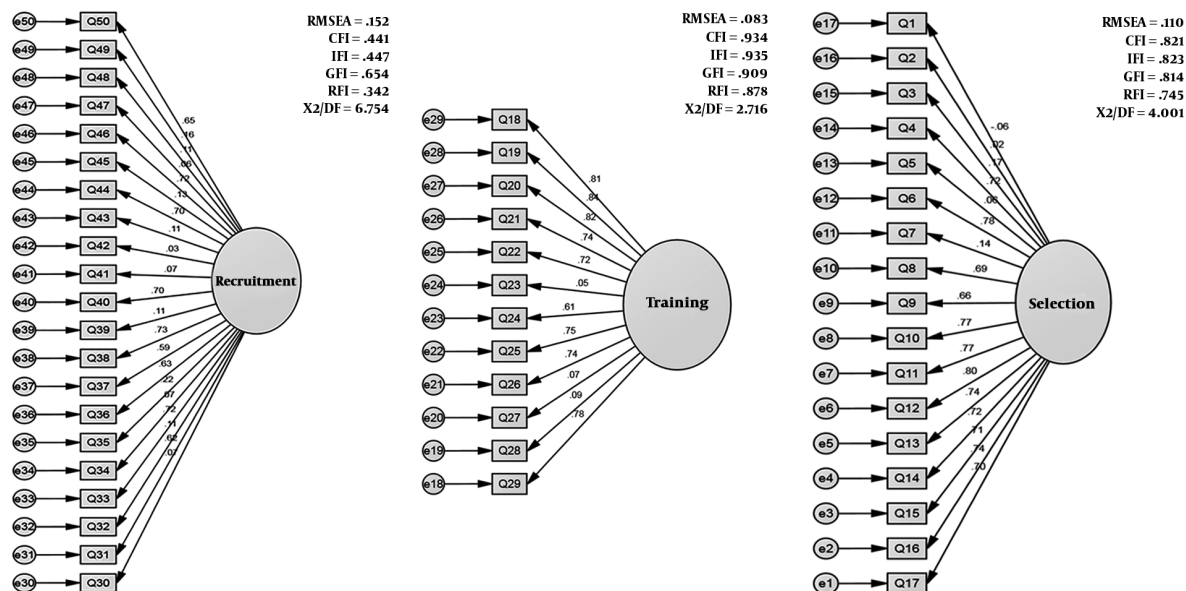 RMSEA = .152
CFI = .441
IFI = .447
GFI = .654
RFI = .342
X2/DF = 6.754
e50 Q50
e49 Q49
e48 Q48
e47 Q47
e46 Q46
e45 Q45
e44 Q44
e43 Q43
e42 Q42
e41 Q41
e40 Q40
e39 Q39
e38 Q38
e37 Q37
e36 Q36
e35 Q35
e34 Q34
e33 Q33
e32 Q32
e31 Q31
e30 Q30
.65
.16
.11
.06
.72
.13
.70
.11
.03
.07
.70
.11
.73
.59
.63
.22
.07
.72
.11
.62
.07
Recruitment
RMSEA = .083
CFI = .934
IFI = .935
GFI = .909
RFI = .878
X2/DF = 2.716
e29 Q18
e28 Q19
e27 Q20
e26 Q21
e25 Q22
e24 Q23
e23 Q24
e22 Q25
e21 Q26
e20 Q27
e19 Q28
e18 Q29
.81
.84
.82
.74
.72
.05
.61
.75
.74
.07
.09
.78
Training
RMSEA = .110
CFI = .821
IFI = .823
GFI = .814
RFI = .745
X2/DF = 4.001
e17 Q1
e16 Q2
e15 Q3
e14 Q4
e13 Q5
e12 Q6
e11 Q7
e10 Q8
e9 Q9
e8 Q10
e7 Q11
e6 Q12
e5 Q13
e4 Q14
e3 Q15
e2 Q16
e1 Q17
-.06
.02
.17
.72
.06
.78
.14
.69
.66
.77
.77
.80
.74
.72
.71
.74
.70
Selection